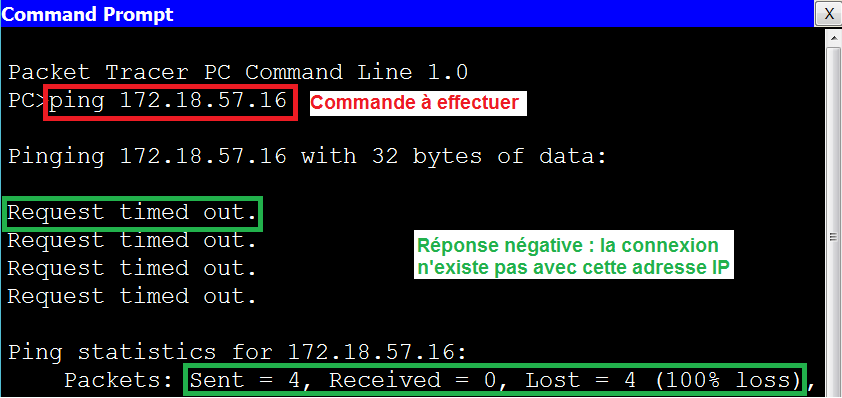 Command Prompt X
Packet Tracer PC Command Line 1.0
PC>ping 172.18.57.16 Commande à effectuer
Pinging 172.18.57.16 with 32 bytes of data:
Request timed out.
Request timed out.
Request timed out.
Request timed out.
Réponse négative : la connexion
n'existe pas avec cette adresse IP
Ping statistics for 172.18.57.16:
Packets: Sent = 4, Received = 0, Lost = 4 (100% loss),